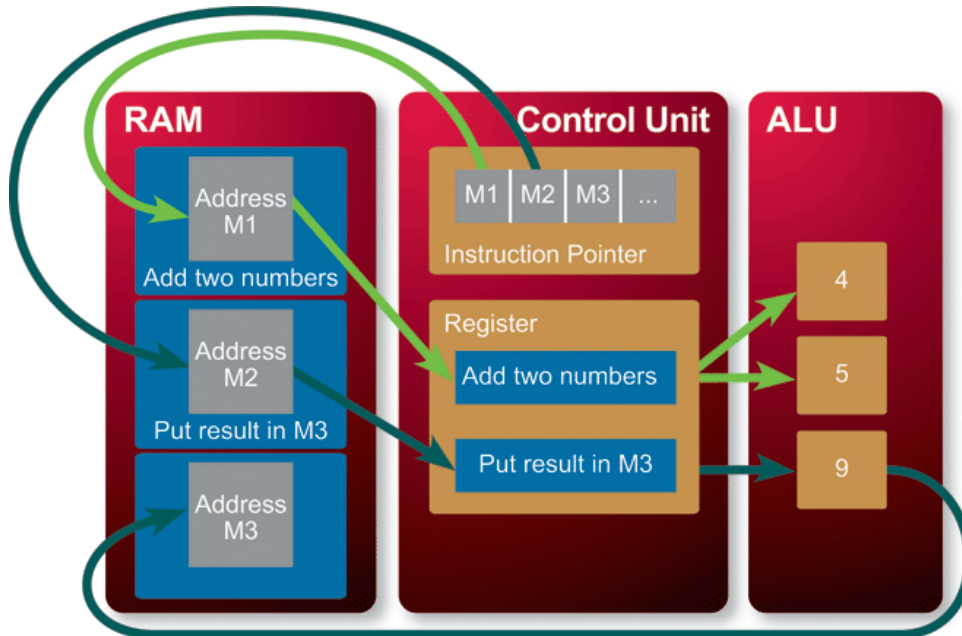 RAM
Address
M1
Add two numbers
Address
M2
Put result in M3
Address
M3
Control Unit
M1 M2 M3 ...
Instruction Pointer
Register
Add two numbers
Put result in M3
ALU
4
5
9